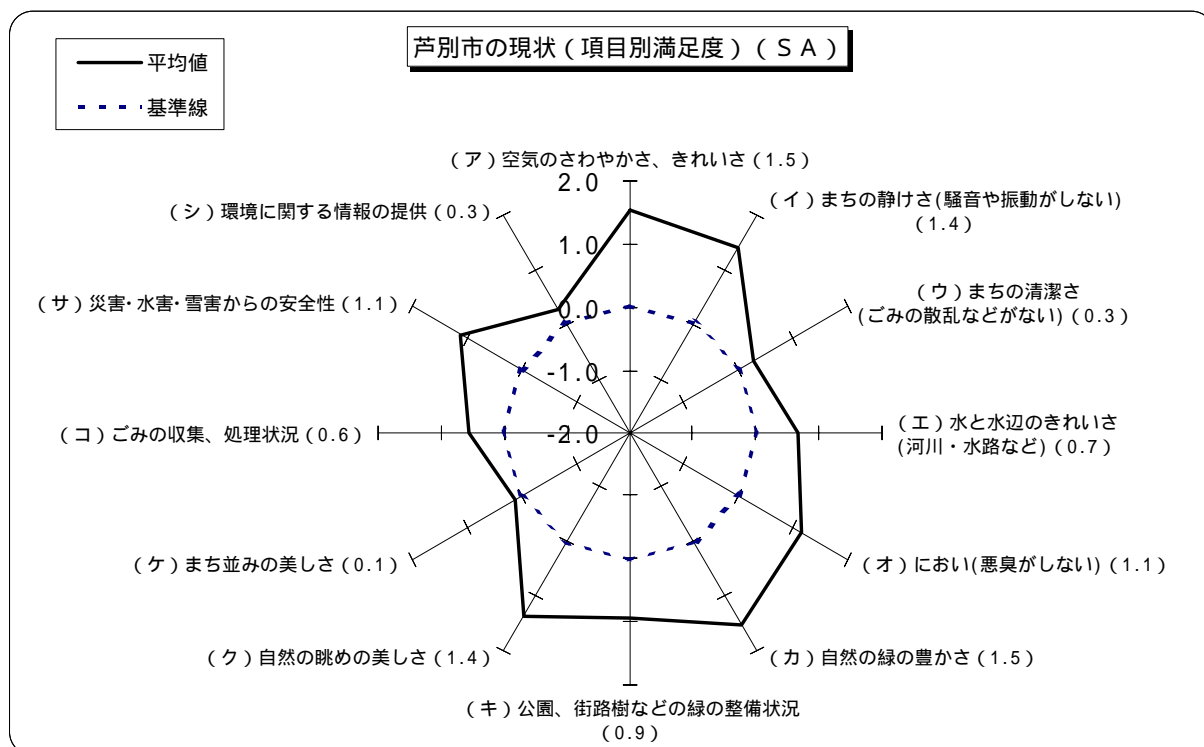 芦別市の現状（項目別満足度）（ＳＡ）
平均値
基準線
（ア）空気のさわやかさ、きれいさ（1.5）
（イ）まちの静けさ(騒音や振動がしない)
（1.4）
（ウ）まちの清潔さ
(ごみの散乱などがない)（0.3）
（エ）水と水辺のきれいさ
(河川・水路など)（0.7）
（オ）におい(悪臭がしない)（1.1）
（カ）自然の緑の豊かさ（1.5）
（キ）公園、街路樹などの緑の整備状況
（0.9）
（ク）自然の眺めの美しさ（1.4）
（ケ）まち並みの美しさ（0.1）
（コ）ごみの収集、処理状況（0.6）
（サ）災害・水害・雪害からの安全性（1.1）
（シ）環境に関する情報の提供（0.3）
2.0
1.0
0.0
-1.0
-2.0